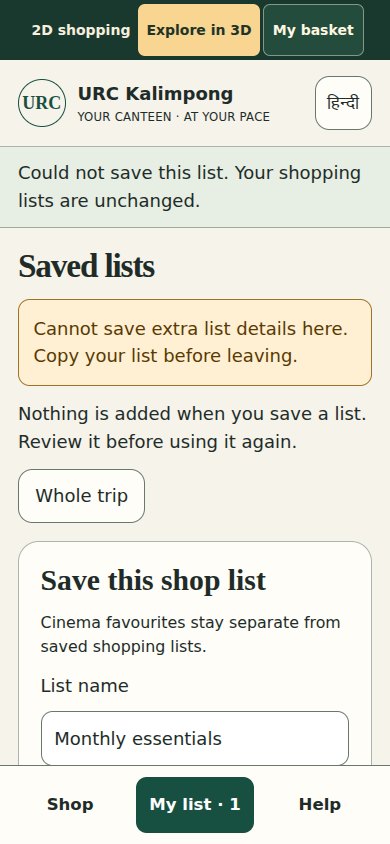 2D shopping Explore in 3D My basket
URC URC Kalimpong
YOUR CANTEEN · AT YOUR PACE
हिन्दी
Could not save this list. Your shopping
lists are unchanged.
Saved lists
Cannot save extra list details here.
Copy your list before leaving.
Nothing is added when you save a list.
Review it before using it again.
Whole trip
Save this shop list
Cinema favourites stay separate from
saved shopping lists.
List name
Monthly essentials
Shop My list · 1 Help